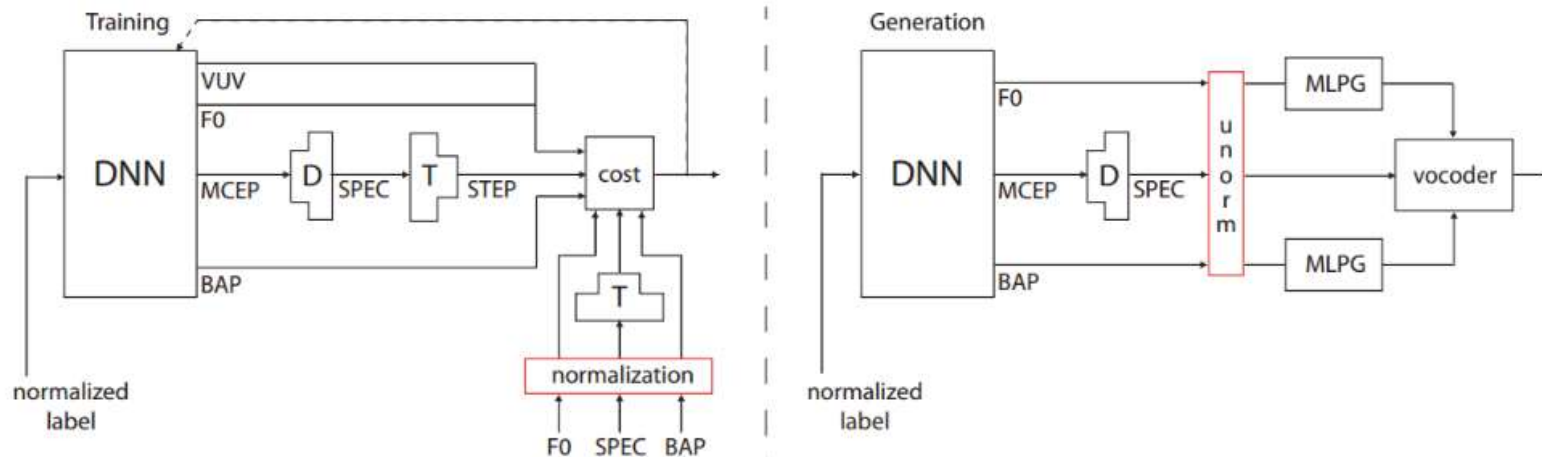 Training
VUV
F0
DNN
MCEP
D
SPEC
T
STEP
cost
BAP
T
normalization
normalized
label
F0 SPEC BAP
Generation
F0
DNN
MCEP
D
SPEC
BAP
unorm
MLPG
vocoder
MLPG
normalized
label